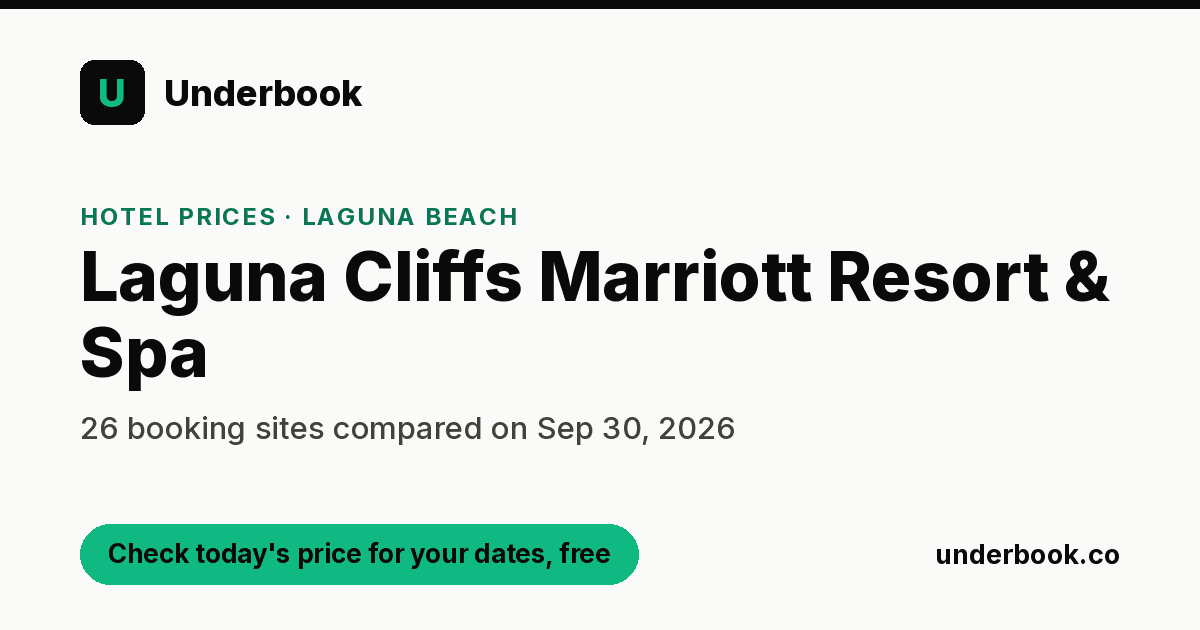 U Underbook
HOTEL PRICES · LAGUNA BEACH
Laguna Cliffs Marriott Resort &
Spa
26 booking sites compared on Sep 30, 2026
Check today's price for your dates, free
underbook.co